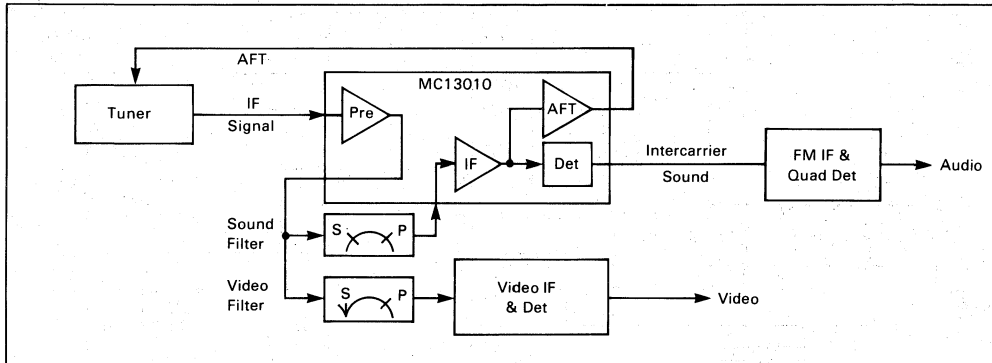 AFT
MC13010
Tuner
IF
Signal
Pre
AFT
IF
Det
Intercarrier
Sound
FM IF &
Quad Det
Audio
Sound
Filter
S P
Video
Filter
S P
Video IF
& Det
Video